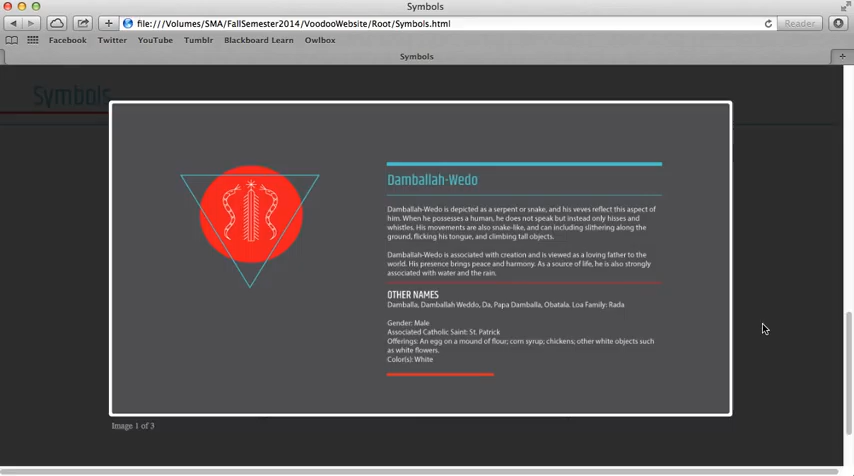 Symbols
file:///Volumes/SMA/FallSemester2014/VoodooWebsite/Root/Symbols.html
Reader
Facebook Twitter YouTube Tumblr Blackboard Learn Owlbox
Symbols
Symbols
Damballah-Wedo
Damballah-Wedo is depicted as a serpent or snake, and his veves reflect this aspect of
him. When he possesses a human, he does not speak but instead only hisses and
whistles. His movements are also snake-like, and can including slithering along the
ground, flicking his tongue, and climbing tall objects.
Damballah-Wedo is associated with creation and is viewed as a loving father to the
world. His presence brings peace and harmony. As a source of life, he is also strongly
associated with water and the rain.
OTHER NAMES
Damballa, Damballah Weddo, Da, Papa Damballa, Obatala. Loa Family: Rada
Gender: Male
Associated Catholic Saint: St. Patrick
Offerings: An egg on a mound of flour; corn syrup; chickens; other white objects such
as white flowers.
Color(s): White
Image 1 of 3